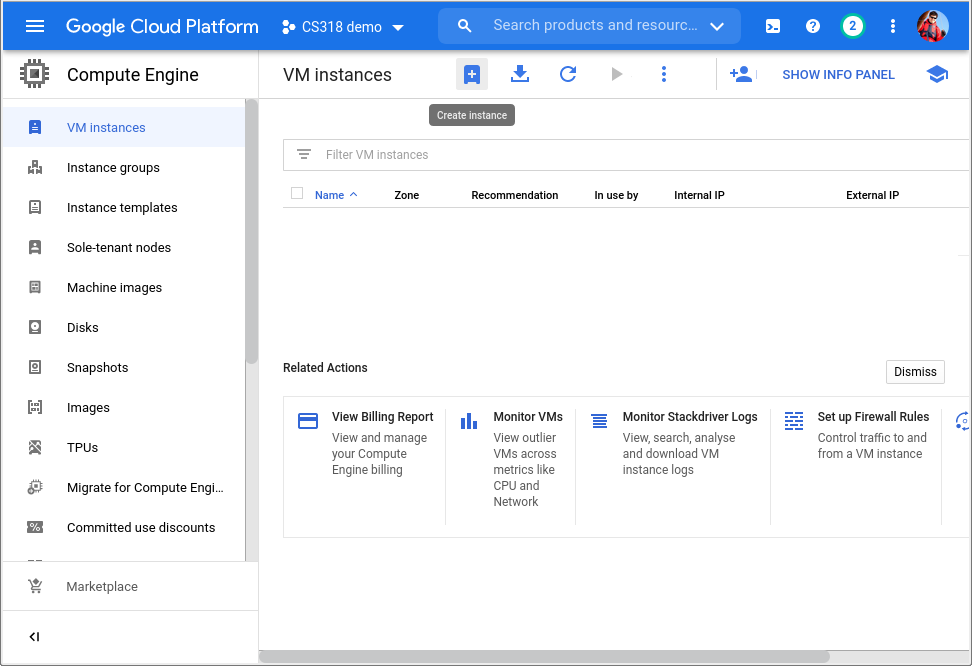 Google Cloud Platform
CS318 demo
Search products and resourc...
2
Compute Engine
VM instances
SHOW INFO PANEL
Create instance
VM instances
Instance groups
Instance templates
Sole-tenant nodes
Machine images
Disks
Snapshots
Images
TPUs
Migrate for Compute Engi...
Committed use discounts
Marketplace
Filter VM instances
Name
Zone
Recommendation
In use by
Internal IP
External IP
Related Actions
Dismiss
View Billing Report
View and manage
your Compute
Engine billing
Monitor VMs
View outlier
VMs across
metrics like
CPU and
Network
Monitor Stackdriver Logs
View, search, analyse
and download VM
instance logs
Set up Firewall Rules
Control traffic to and
from a VM instance